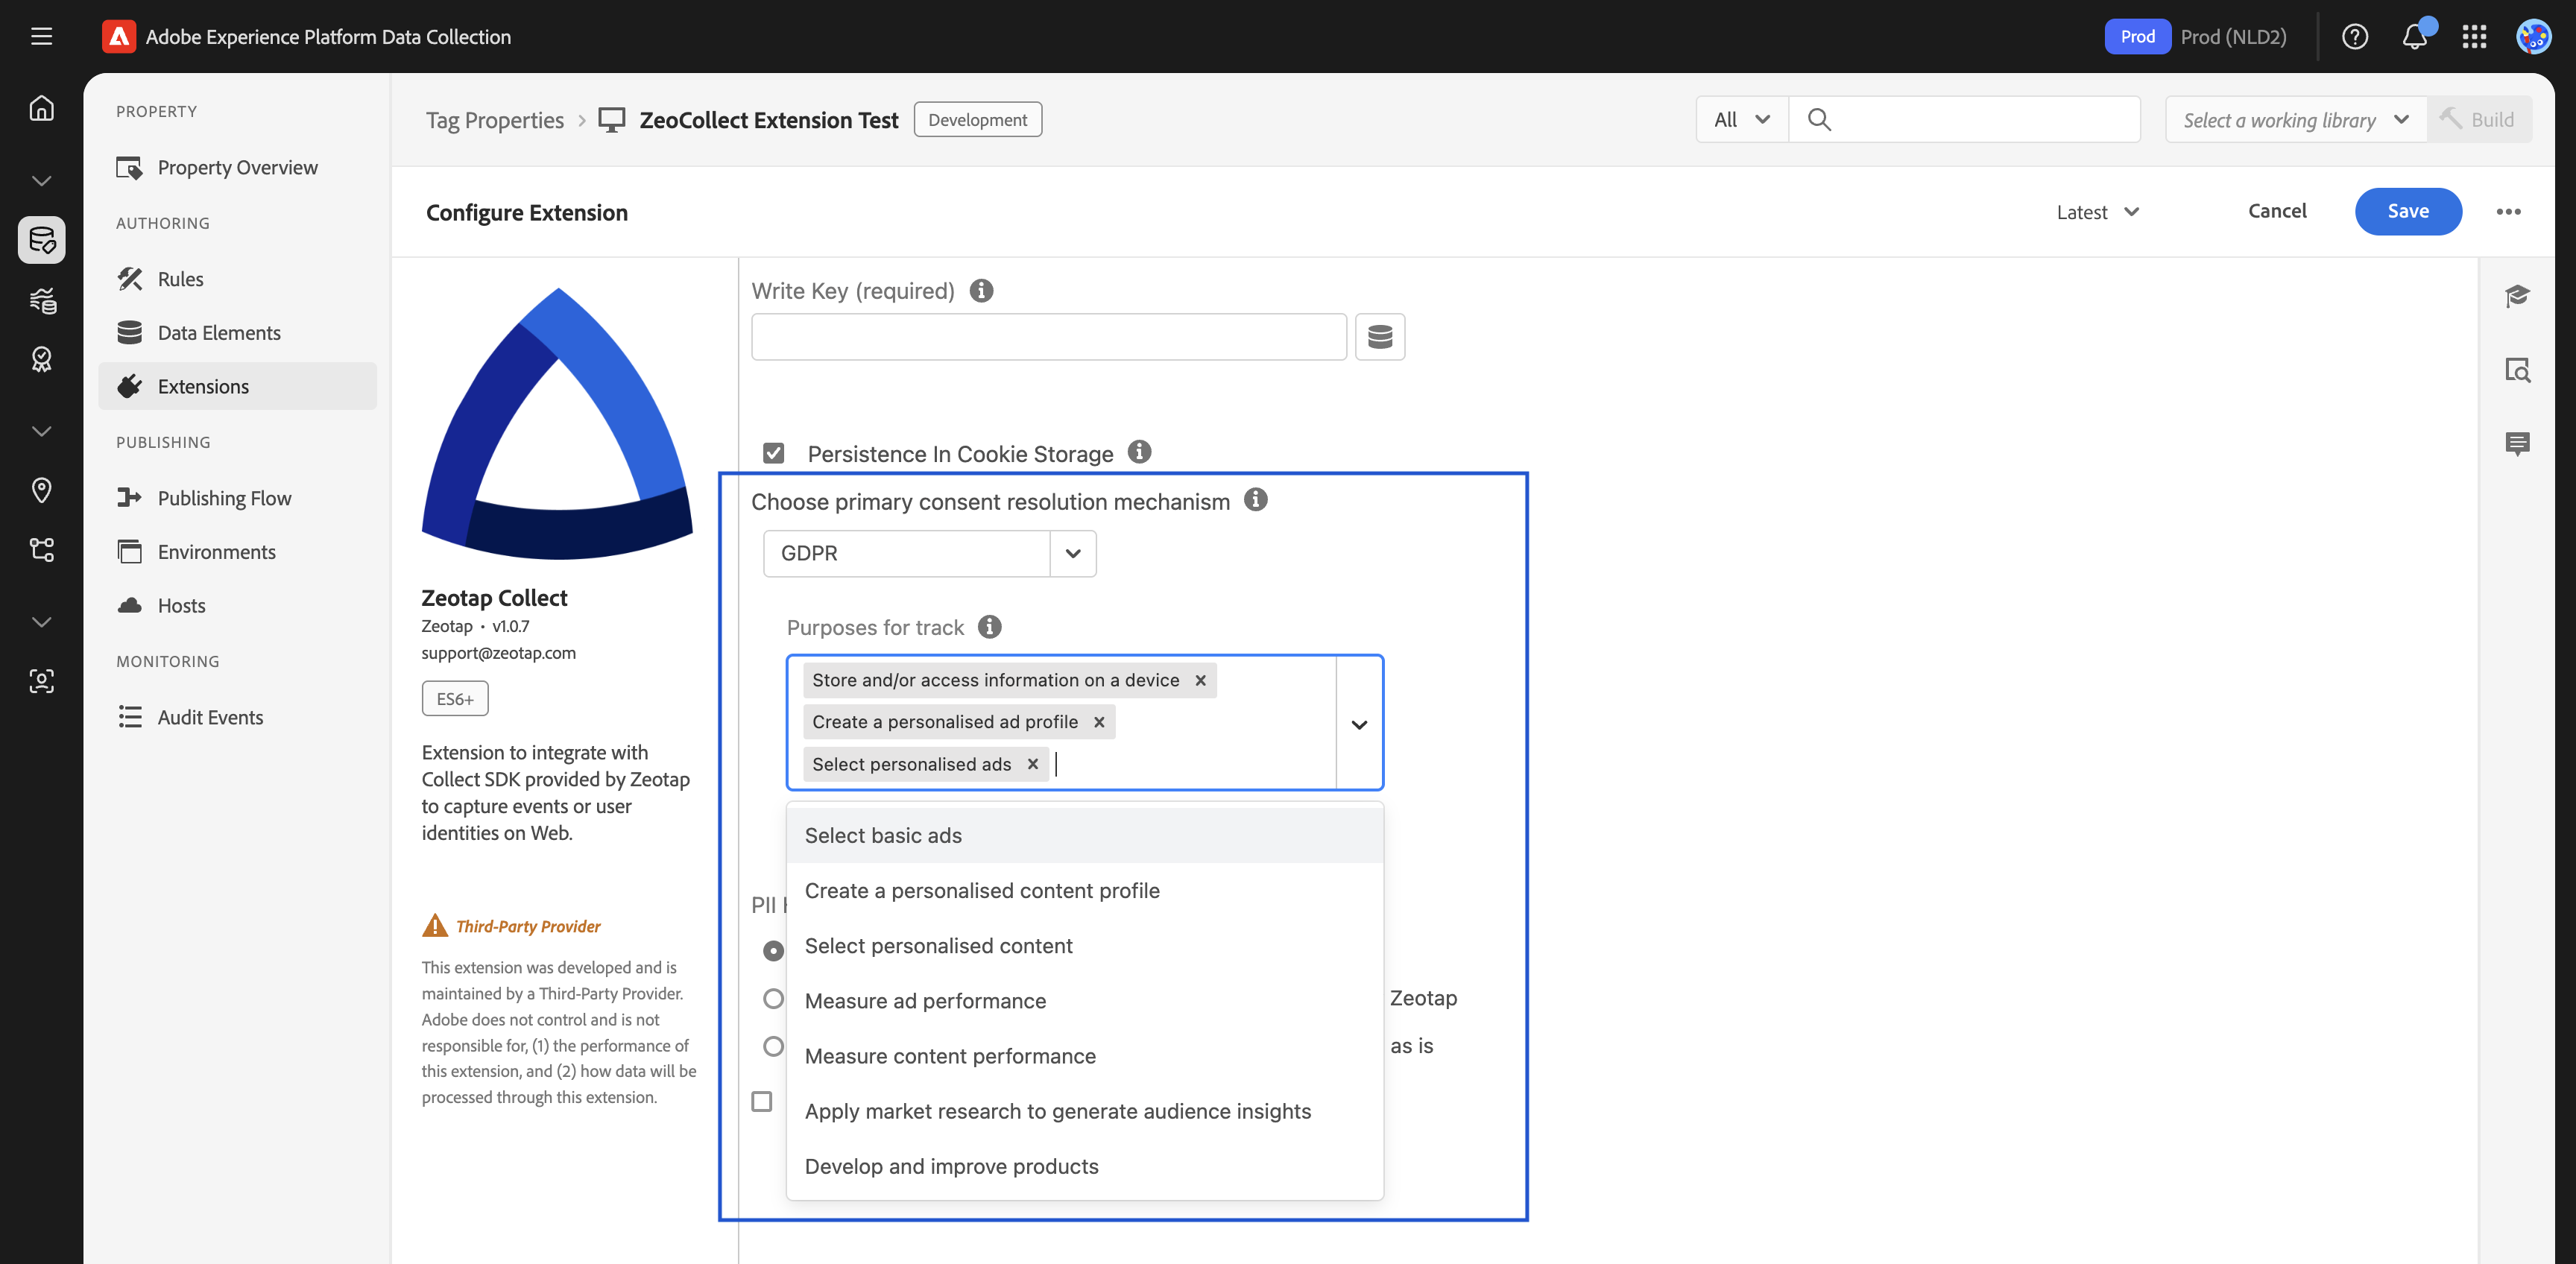 Adobe Experience Platform Data Collection
Prod
Prod (NLD2)
PROPERTY
Property Overview
AUTHORING
Rules
Data Elements
Extensions
PUBLISHING
Publishing Flow
Environments
Hosts
MONITORING
Audit Events
Tag Properties > ZeoCollect Extension Test
Development
All
Select a working library
Build
Configure Extension
Latest
Cancel
Save
Zeotap Collect
Zeotap • v1.0.7
support@zeotap.com
ES6+
Extension to integrate with
Collect SDK provided by Zeotap
to capture events or user
identities on Web.
Third-Party Provider
This extension was developed and is
maintained by a Third-Party Provider.
Adobe does not control and is not
responsible for, (1) the performance of
this extension, and (2) how data will be
processed through this extension.
Write Key (required)
Persistence In Cookie Storage
Choose primary consent resolution mechanism
GDPR
Purposes for track
Store and/or access information on a device ×
Create a personalised ad profile ×
Select personalised ads ×
Select basic ads
Create a personalised content profile
PII
Select personalised content
Measure ad performance
Zeotap
Measure content performance
as is
Apply market research to generate audience insights
Develop and improve products